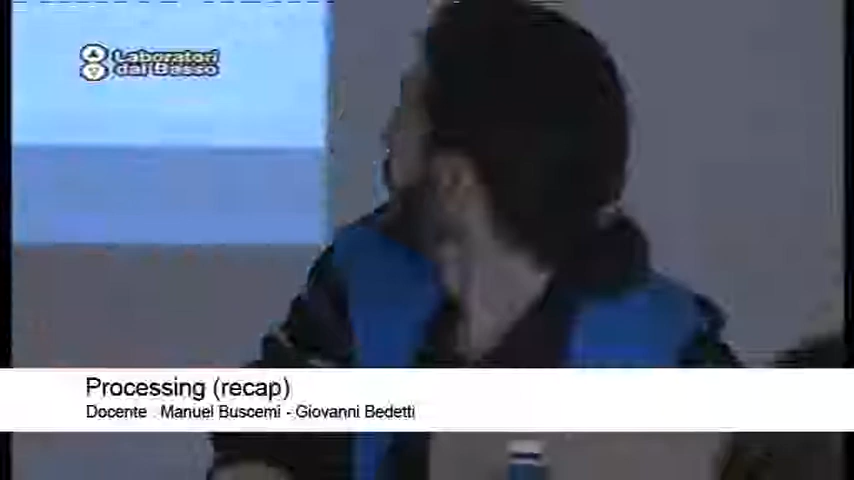 Laboratori
dal Basso
Processing (recap)
Docente Manuel Buscemi - Giovanni Bedetti